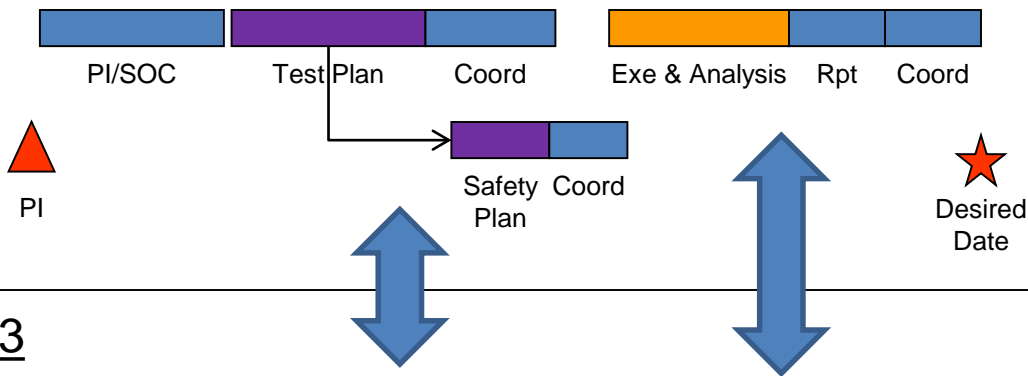 PI/SOC Test Plan Coord Exe & Analysis Rpt Coord
PI
Safety Coord
Plan
Desired
Date
3